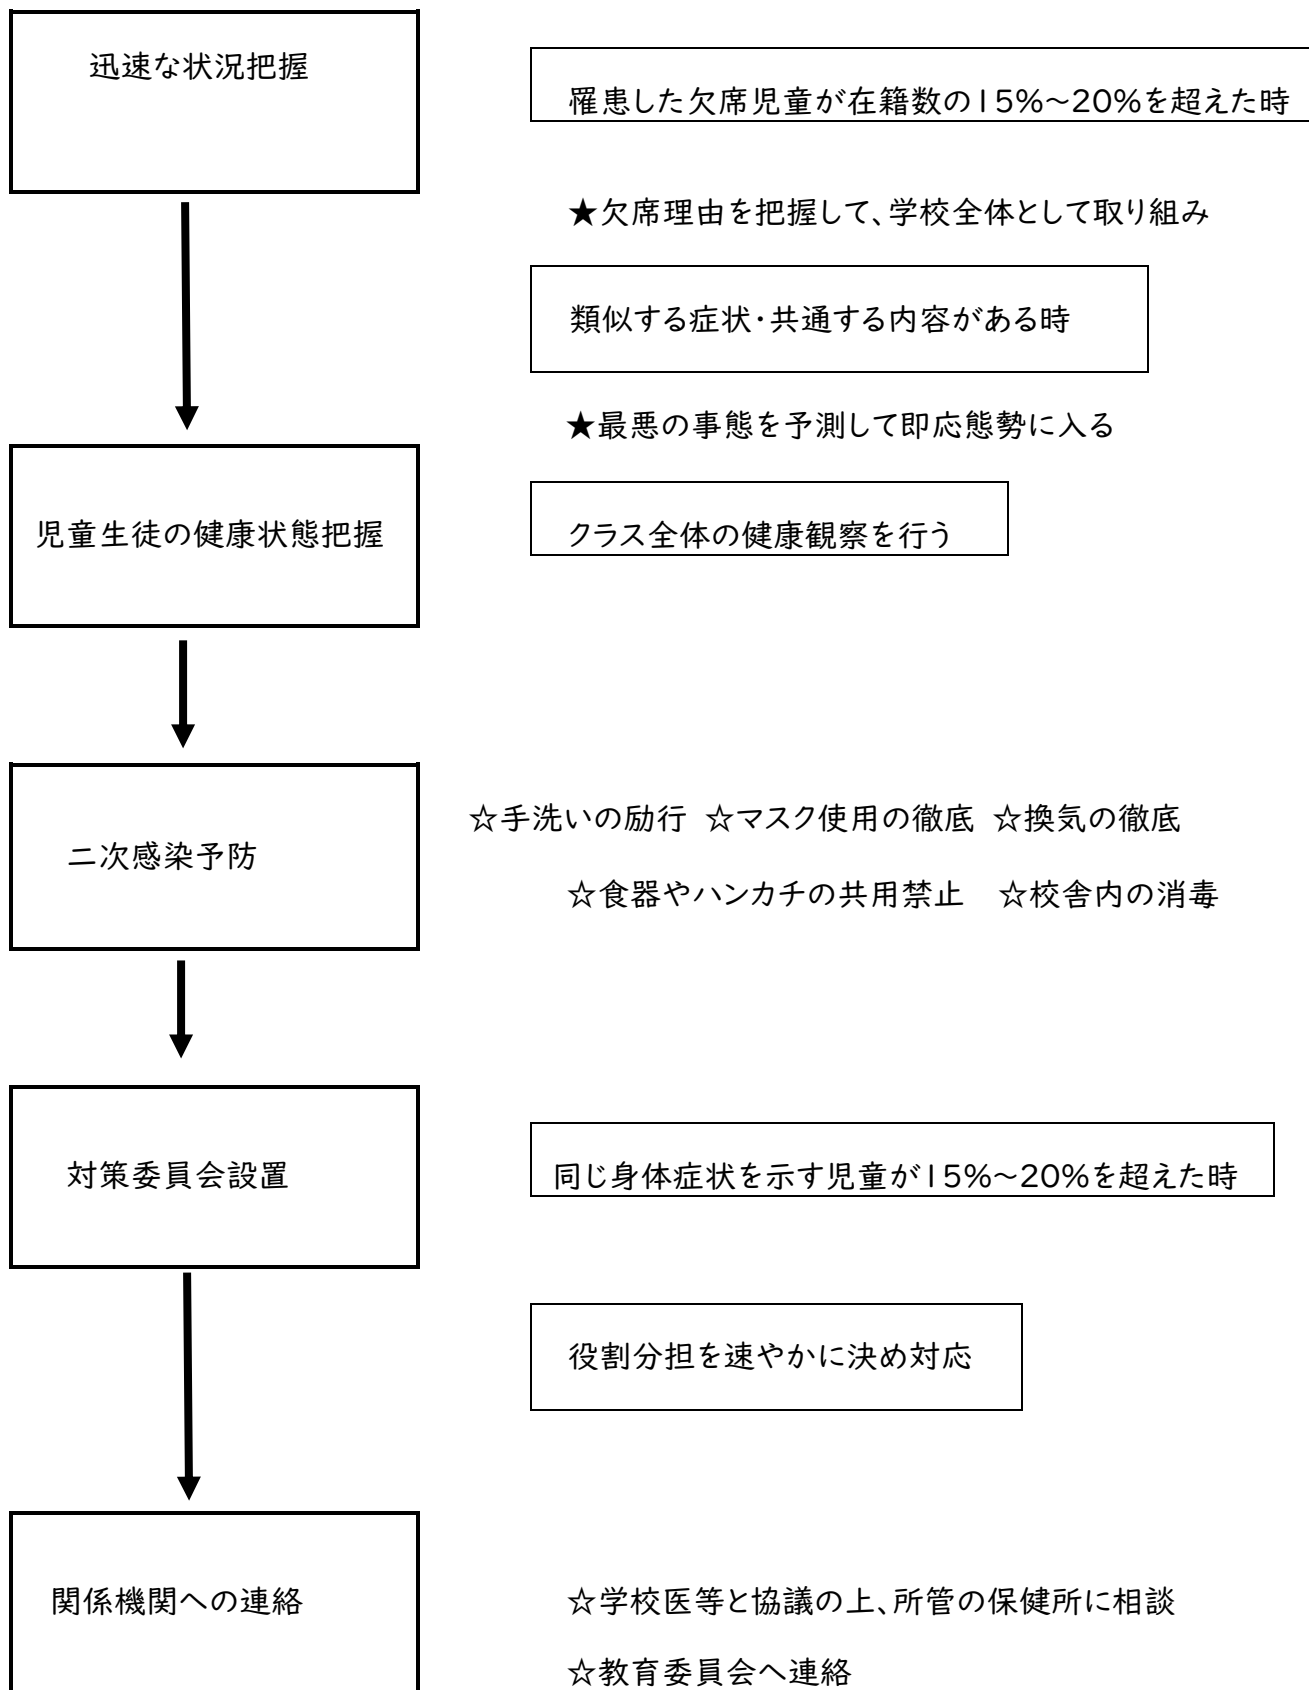 迅速な状況把握
罹患した欠席児童が在籍数の15%~20%を超えた時
★欠席理由を把握して、学校全体として取り組み
類似する症状・共通する内容がある時
★最悪の事態を予測して即応態勢に入る
児童生徒の健康状態把握
クラス全体の健康観察を行う
☆手洗いの励行 ☆マスク使用の徹底 ☆換気の徹底
二次感染予防
☆食器やハンカチの共用禁止 ☆校舎内の消毒
対策委員会設置
同じ身体症状を示す児童が15%~20%を超えた時
役割分担を速やかに決め対応
関係機関への連絡
☆学校医等と協議の上、所管の保健所に相談
☆教育委員会へ連絡